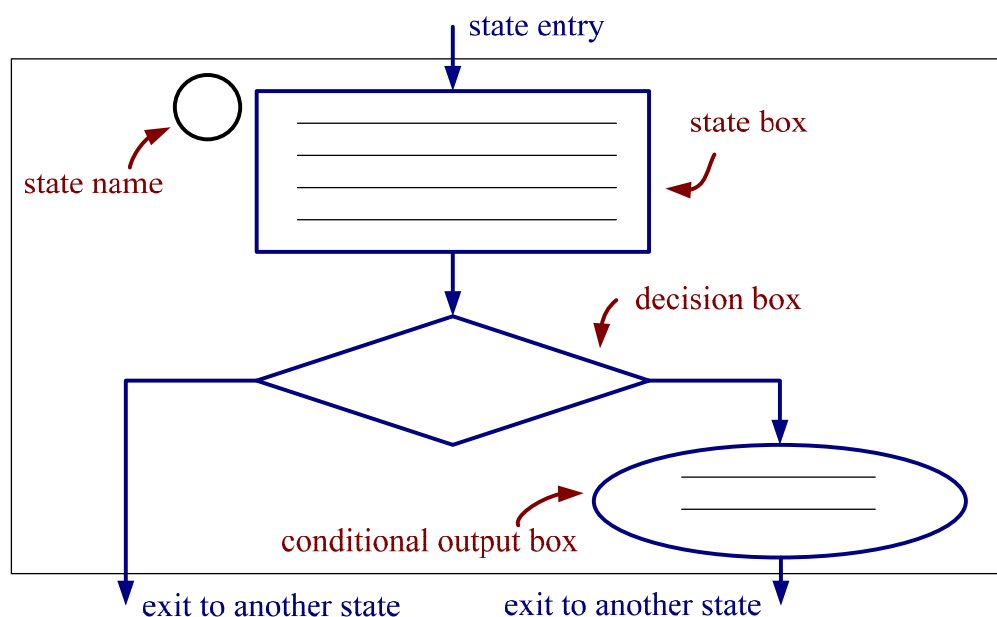 state entry
state box
state name
decision box
conditional output box
exit to another state
exit to another state